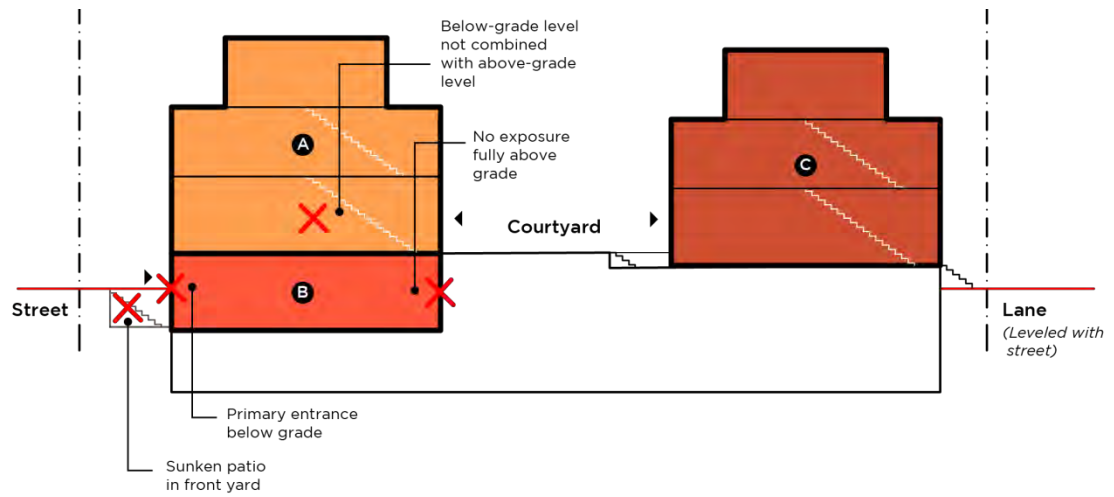 Below-grade level
not combined
with above-grade
level
No exposure
fully above
grade
A
C
Courtyard
B
Street
Lane
(Leveled with
street)
Primary entrance
below grade
Sunken patio
in front yard